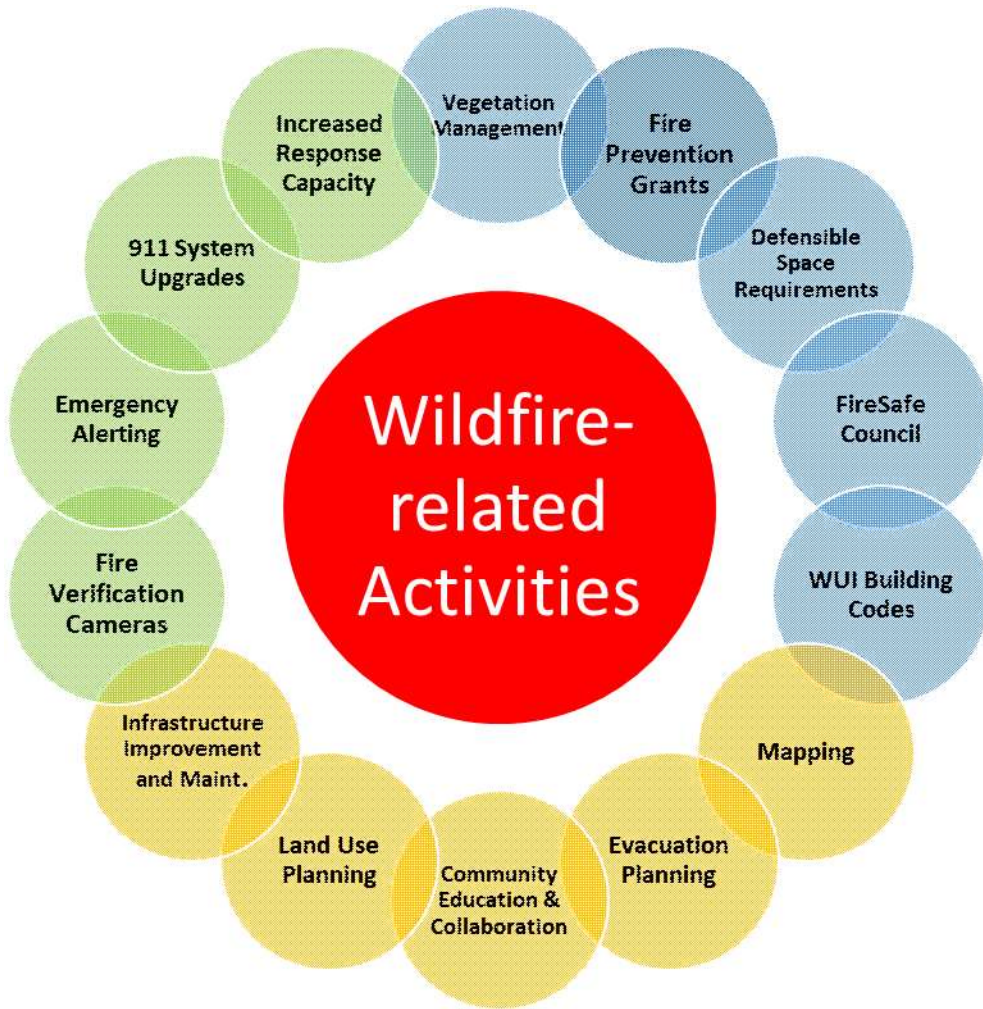 Vegetation
Management
Fire
Prevention
Grants
Defensible
Space
Requirements
FireSafe
Council
WUI Building
Codes
Mapping
Evacuation
Planning
Community
Education &
Collaboration
Land Use
Planning
Infrastructure
Improvement
and Maint.
Fire
Verification
Cameras
Emergency
Alerting
911 System
Upgrades
Increased
Response
Capacity
Wildfire-
related
Activities